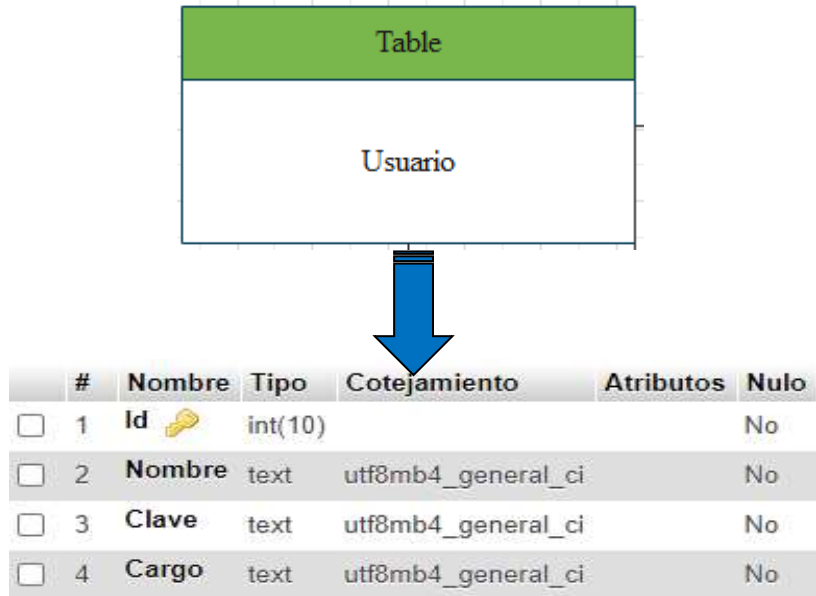 Table
Usuario
# Nombre Tipo Cotejamiento Atributos Nulo
1 Id int(10) No
2 Nombre text utf8mb4_general_ci No
3 Clave text utf8mb4_general_ci No
4 Cargo text utf8mb4_general_ci No